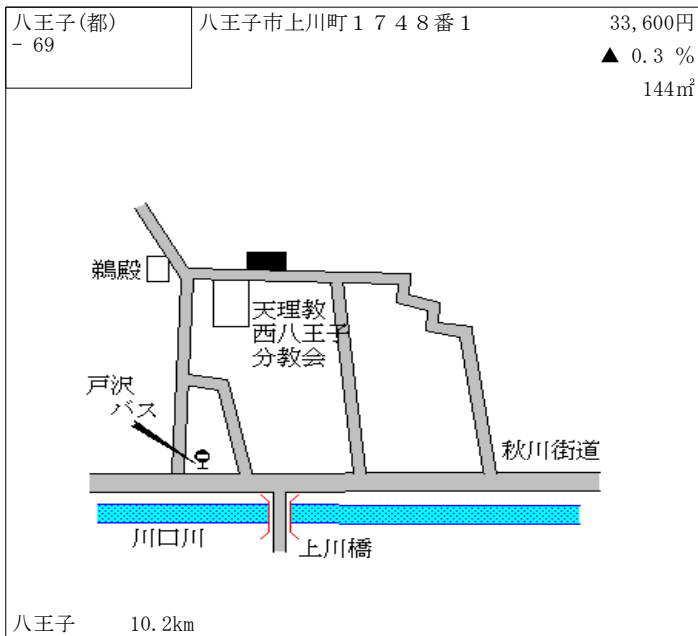 八王子(都)
- 69
八王子市上川町１７４８番１
33,600円
▲ 0.3 %
144㎡
鵜殿
天理教
西八王子
分教会
戸沢
バス
秋川街道
川口川
上川橋
八王子 10.2km